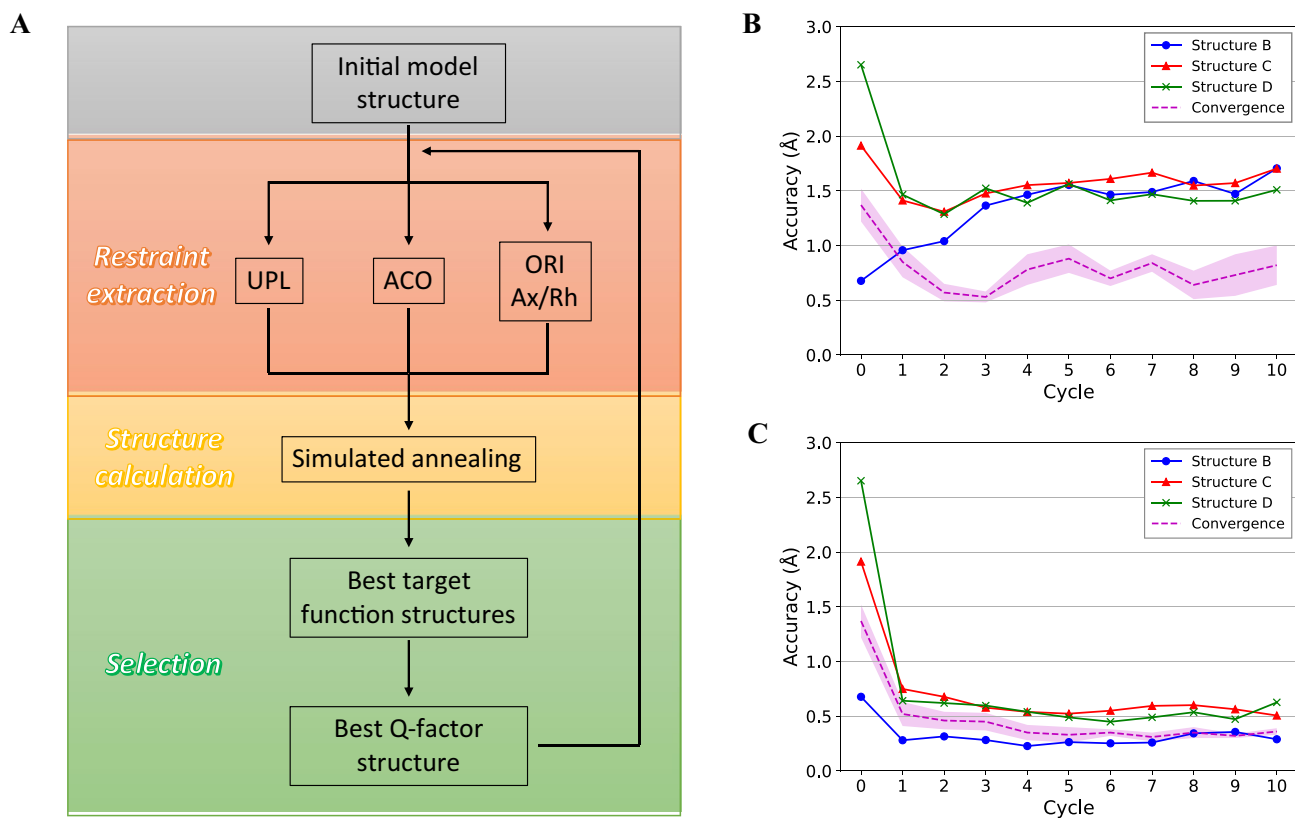 A
Initial model
structure
Restraint
extraction
UPL
ACO
ORI
Ax/Rh
Structure
calculation
Simulated annealing
Selection
Best target
function structures
Best Q-factor
structure
B
Accuracy (Å)
3.0
2.5
2.0
1.5
1.0
0.5
0.0
0 1 2 3 4 5 6 7 8 9 10
Cycle
Structure B
Structure C
Structure D
Convergence
C
Accuracy (Å)
3.0
2.5
2.0
1.5
1.0
0.5
0.0
0 1 2 3 4 5 6 7 8 9 10
Cycle
Structure B
Structure C
Structure D
Convergence